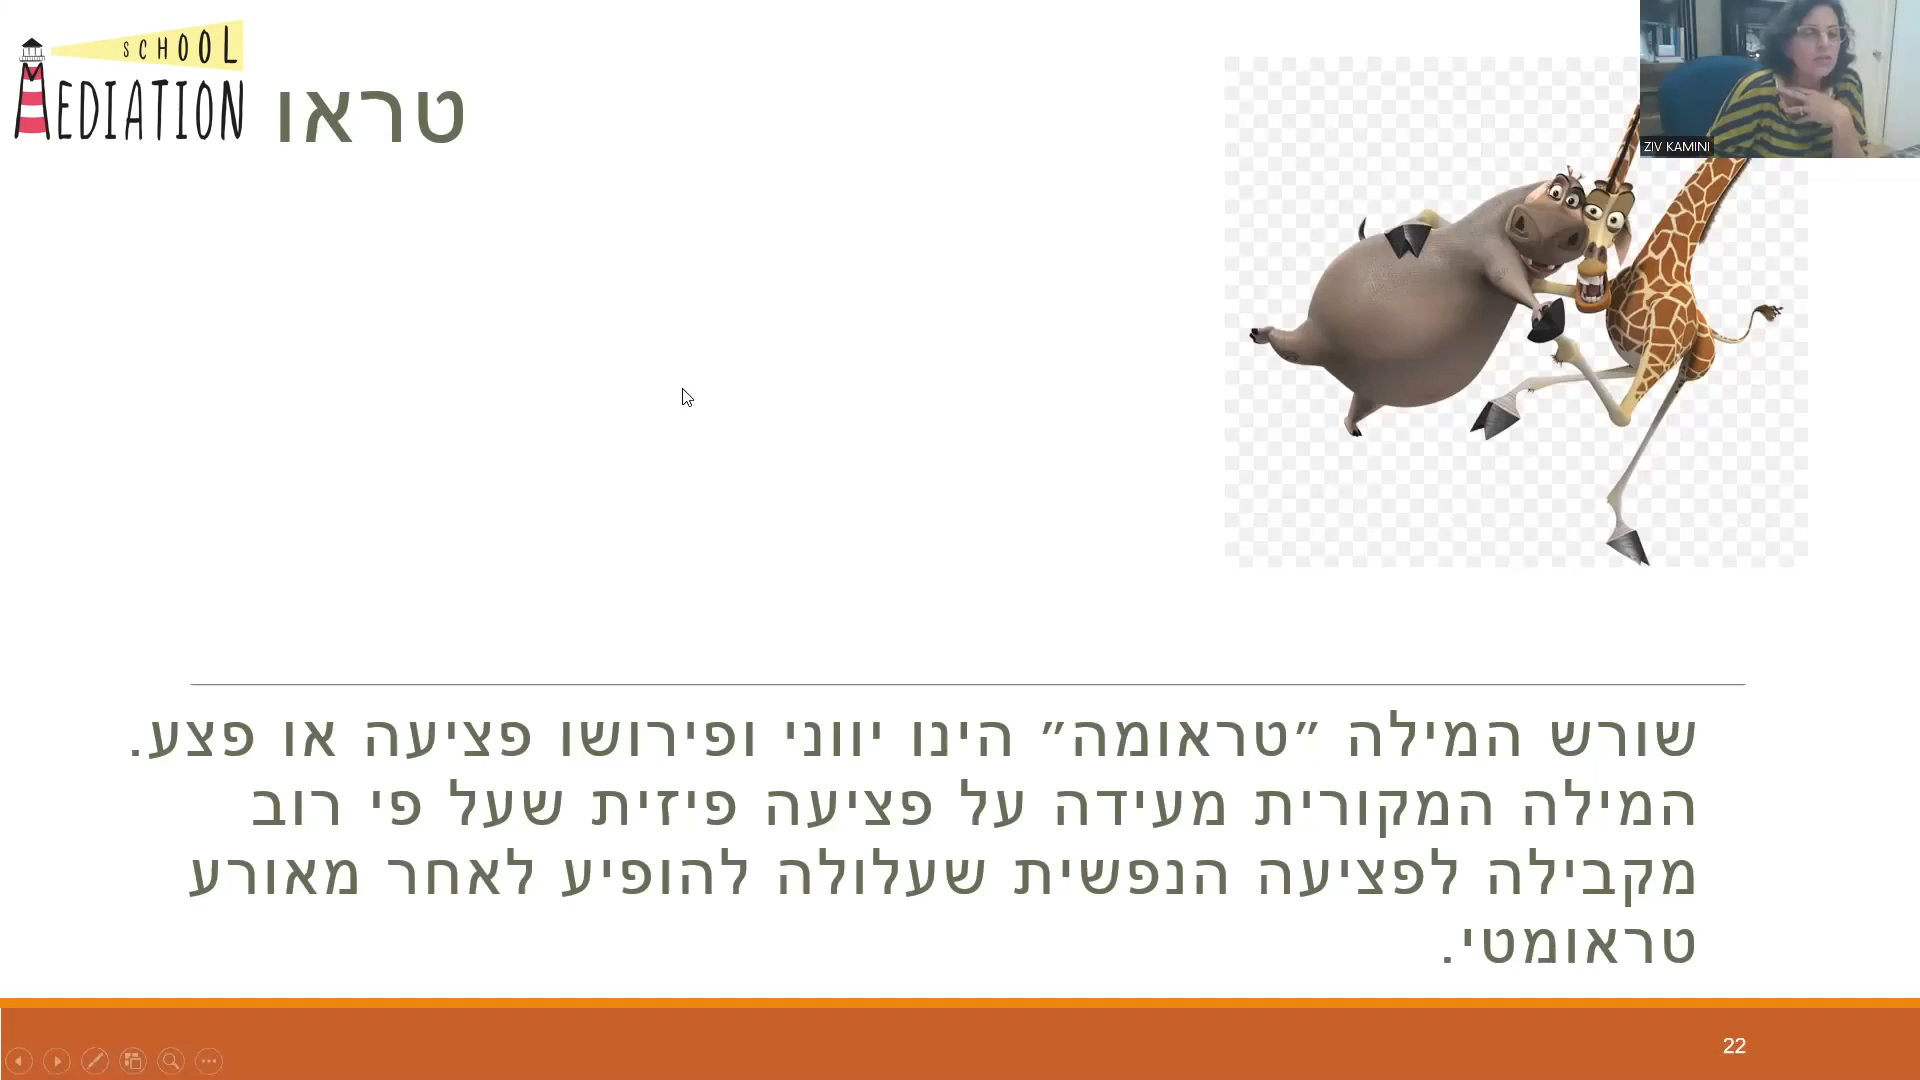 SCHOOL
MEDIATION
טראו
ZIV KAMINI
שורש המילה ״טראומה״ הינו יווני ופירושו פציעה או פצע.
המילה המקורית מעידה על פציעה פיזית שעל פי רוב
מקבילה לפציעה הנפשית שעלולה להופיע לאחר מאורע
טראומטי.
22